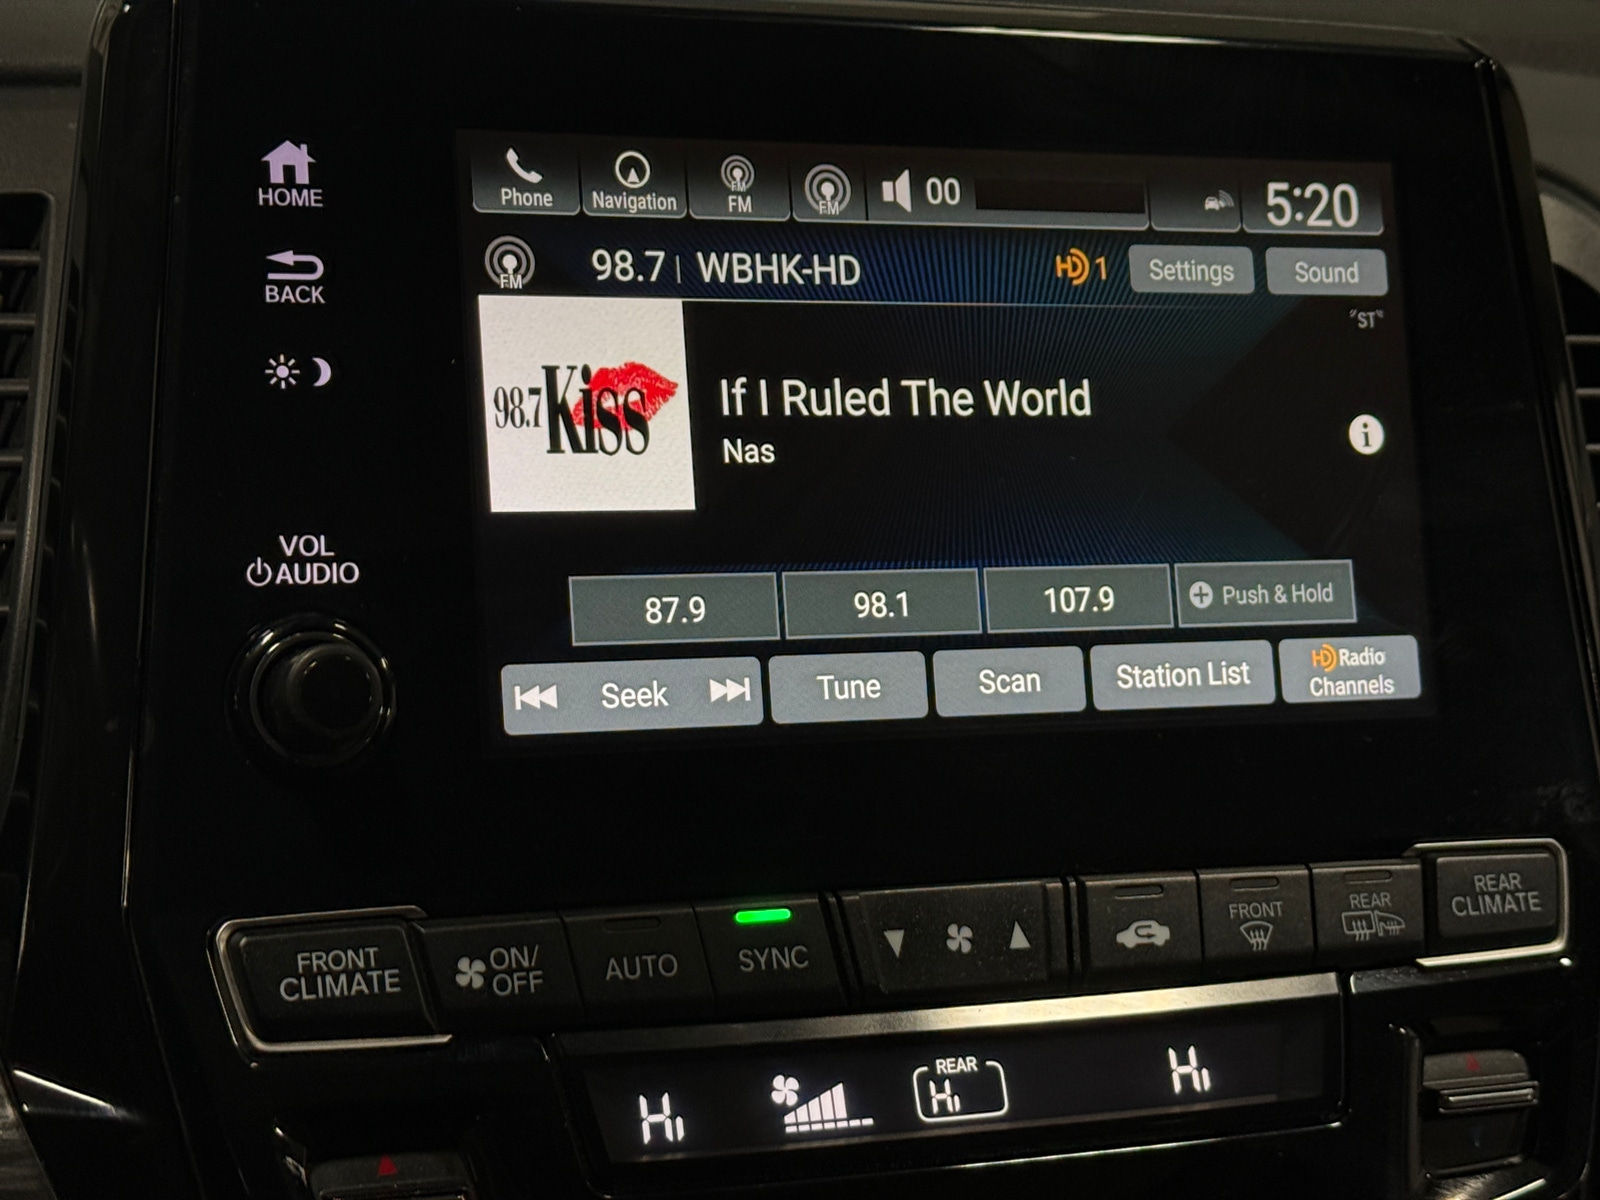 HOME
BACK
VOL
AUDIO
Phone
Navigation
FM
FM
FM
00
5:20
FM
98.7 | WBHK-HD
HD 1
Settings
Sound
"ST"
98.7 Kiss
If I Ruled The World
Nas
i
87.9
98.1
107.9
+ Push & Hold
Seek
Tune
Scan
Station List
HD Radio
Channels
FRONT
CLIMATE
ON/
OFF
AUTO
SYNC
FRONT
REAR
REAR
CLIMATE
Hi
REAR
Hi
Hi